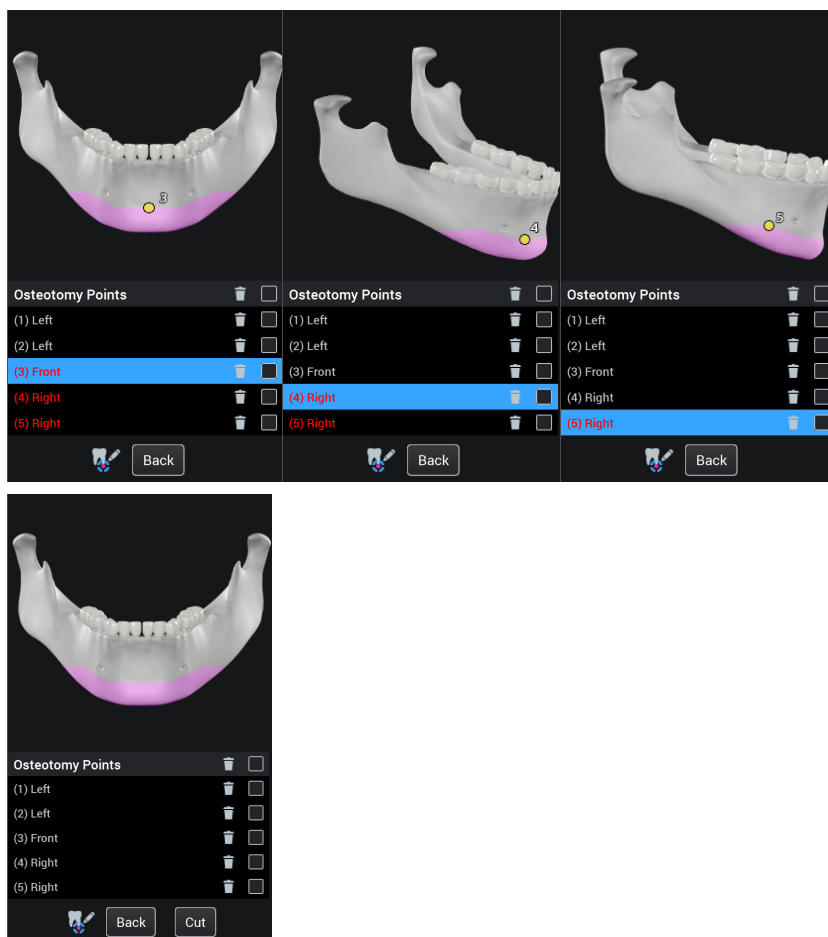 3
Osteotomy Points
(1) Left
(2) Left
(3) Front
(4) Right
(5) Right
Back
4
Osteotomy Points
(1) Left
(2) Left
(3) Front
(4) Right
(5) Right
Back
5
Osteotomy Points
(1) Left
(2) Left
(3) Front
(4) Right
(5) Right
Back
Osteotomy Points
(1) Left
(2) Left
(3) Front
(4) Right
(5) Right
Back Cut